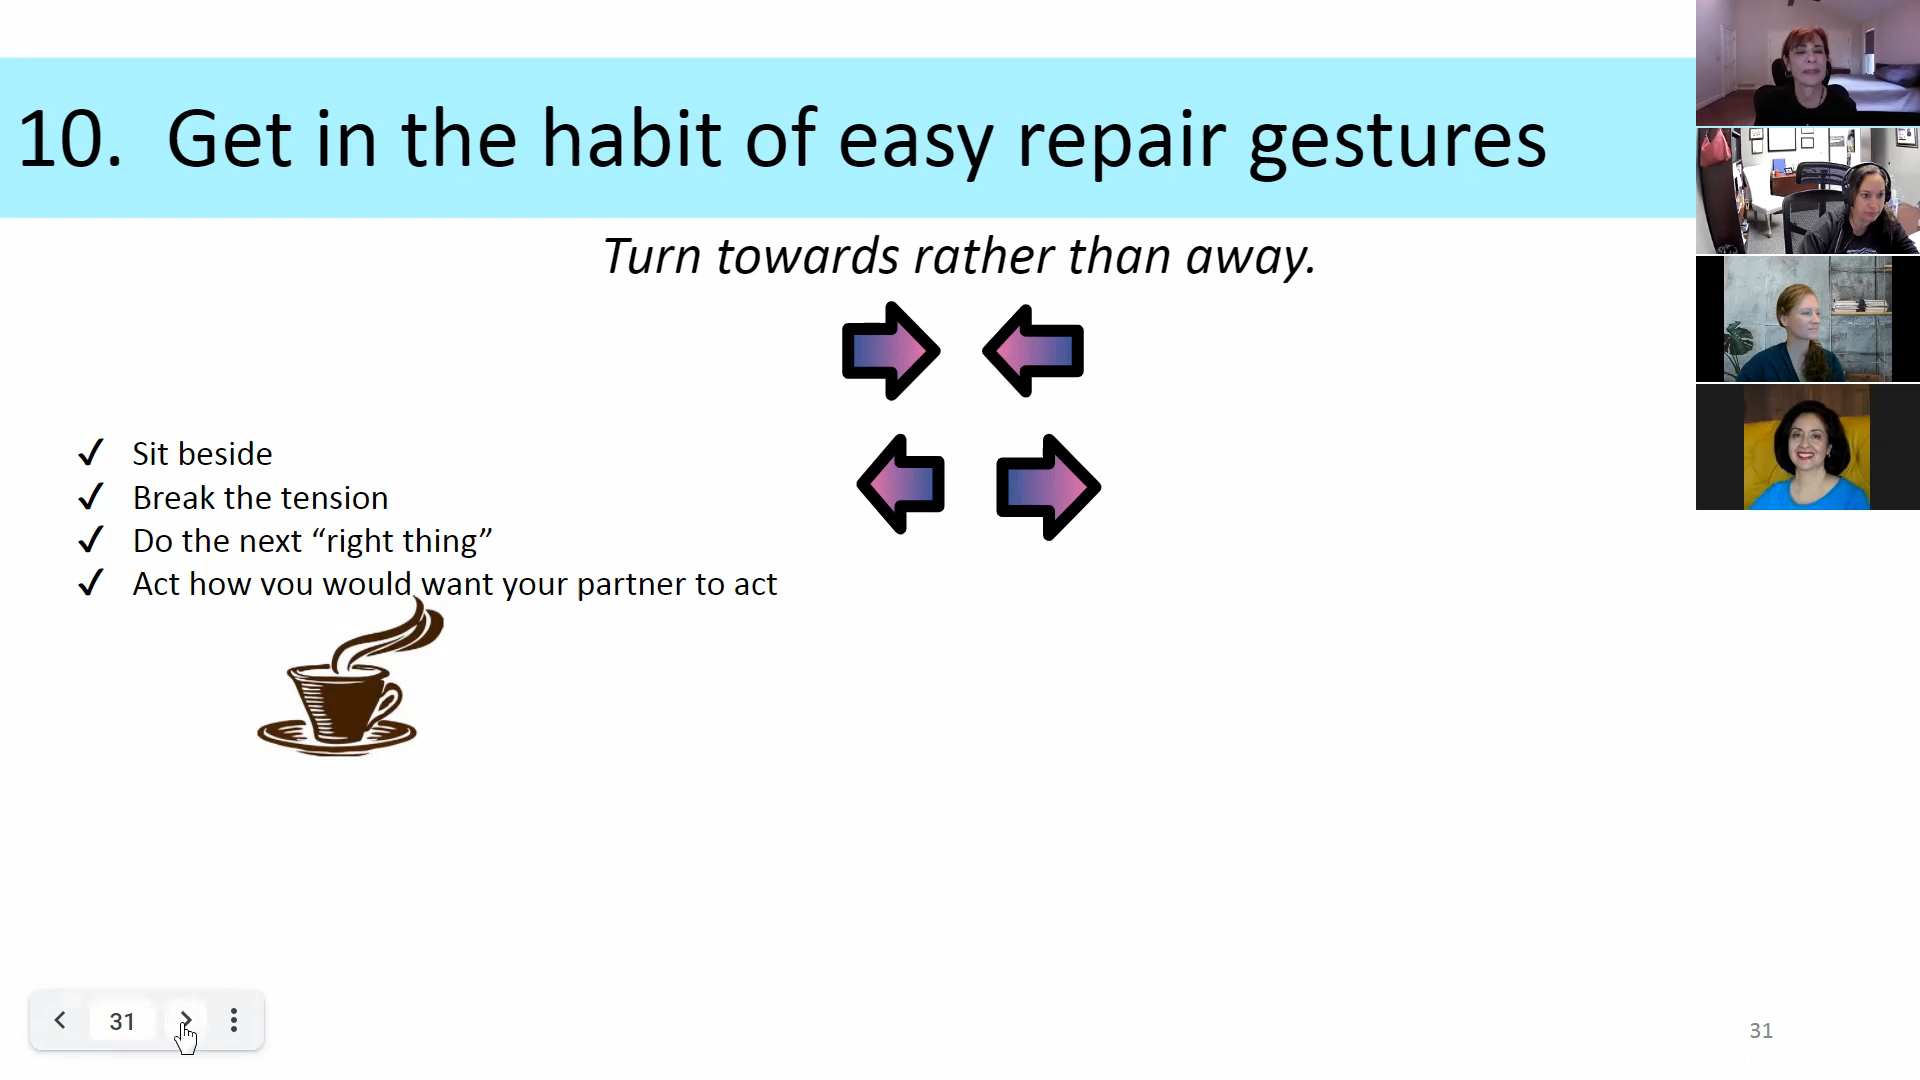 10. Get in the habit of easy repair gestures
Turn towards rather than away.
✓ Sit beside
✓ Break the tension
✓ Do the next “right thing”
✓ Act how you would want your partner to act
31
31